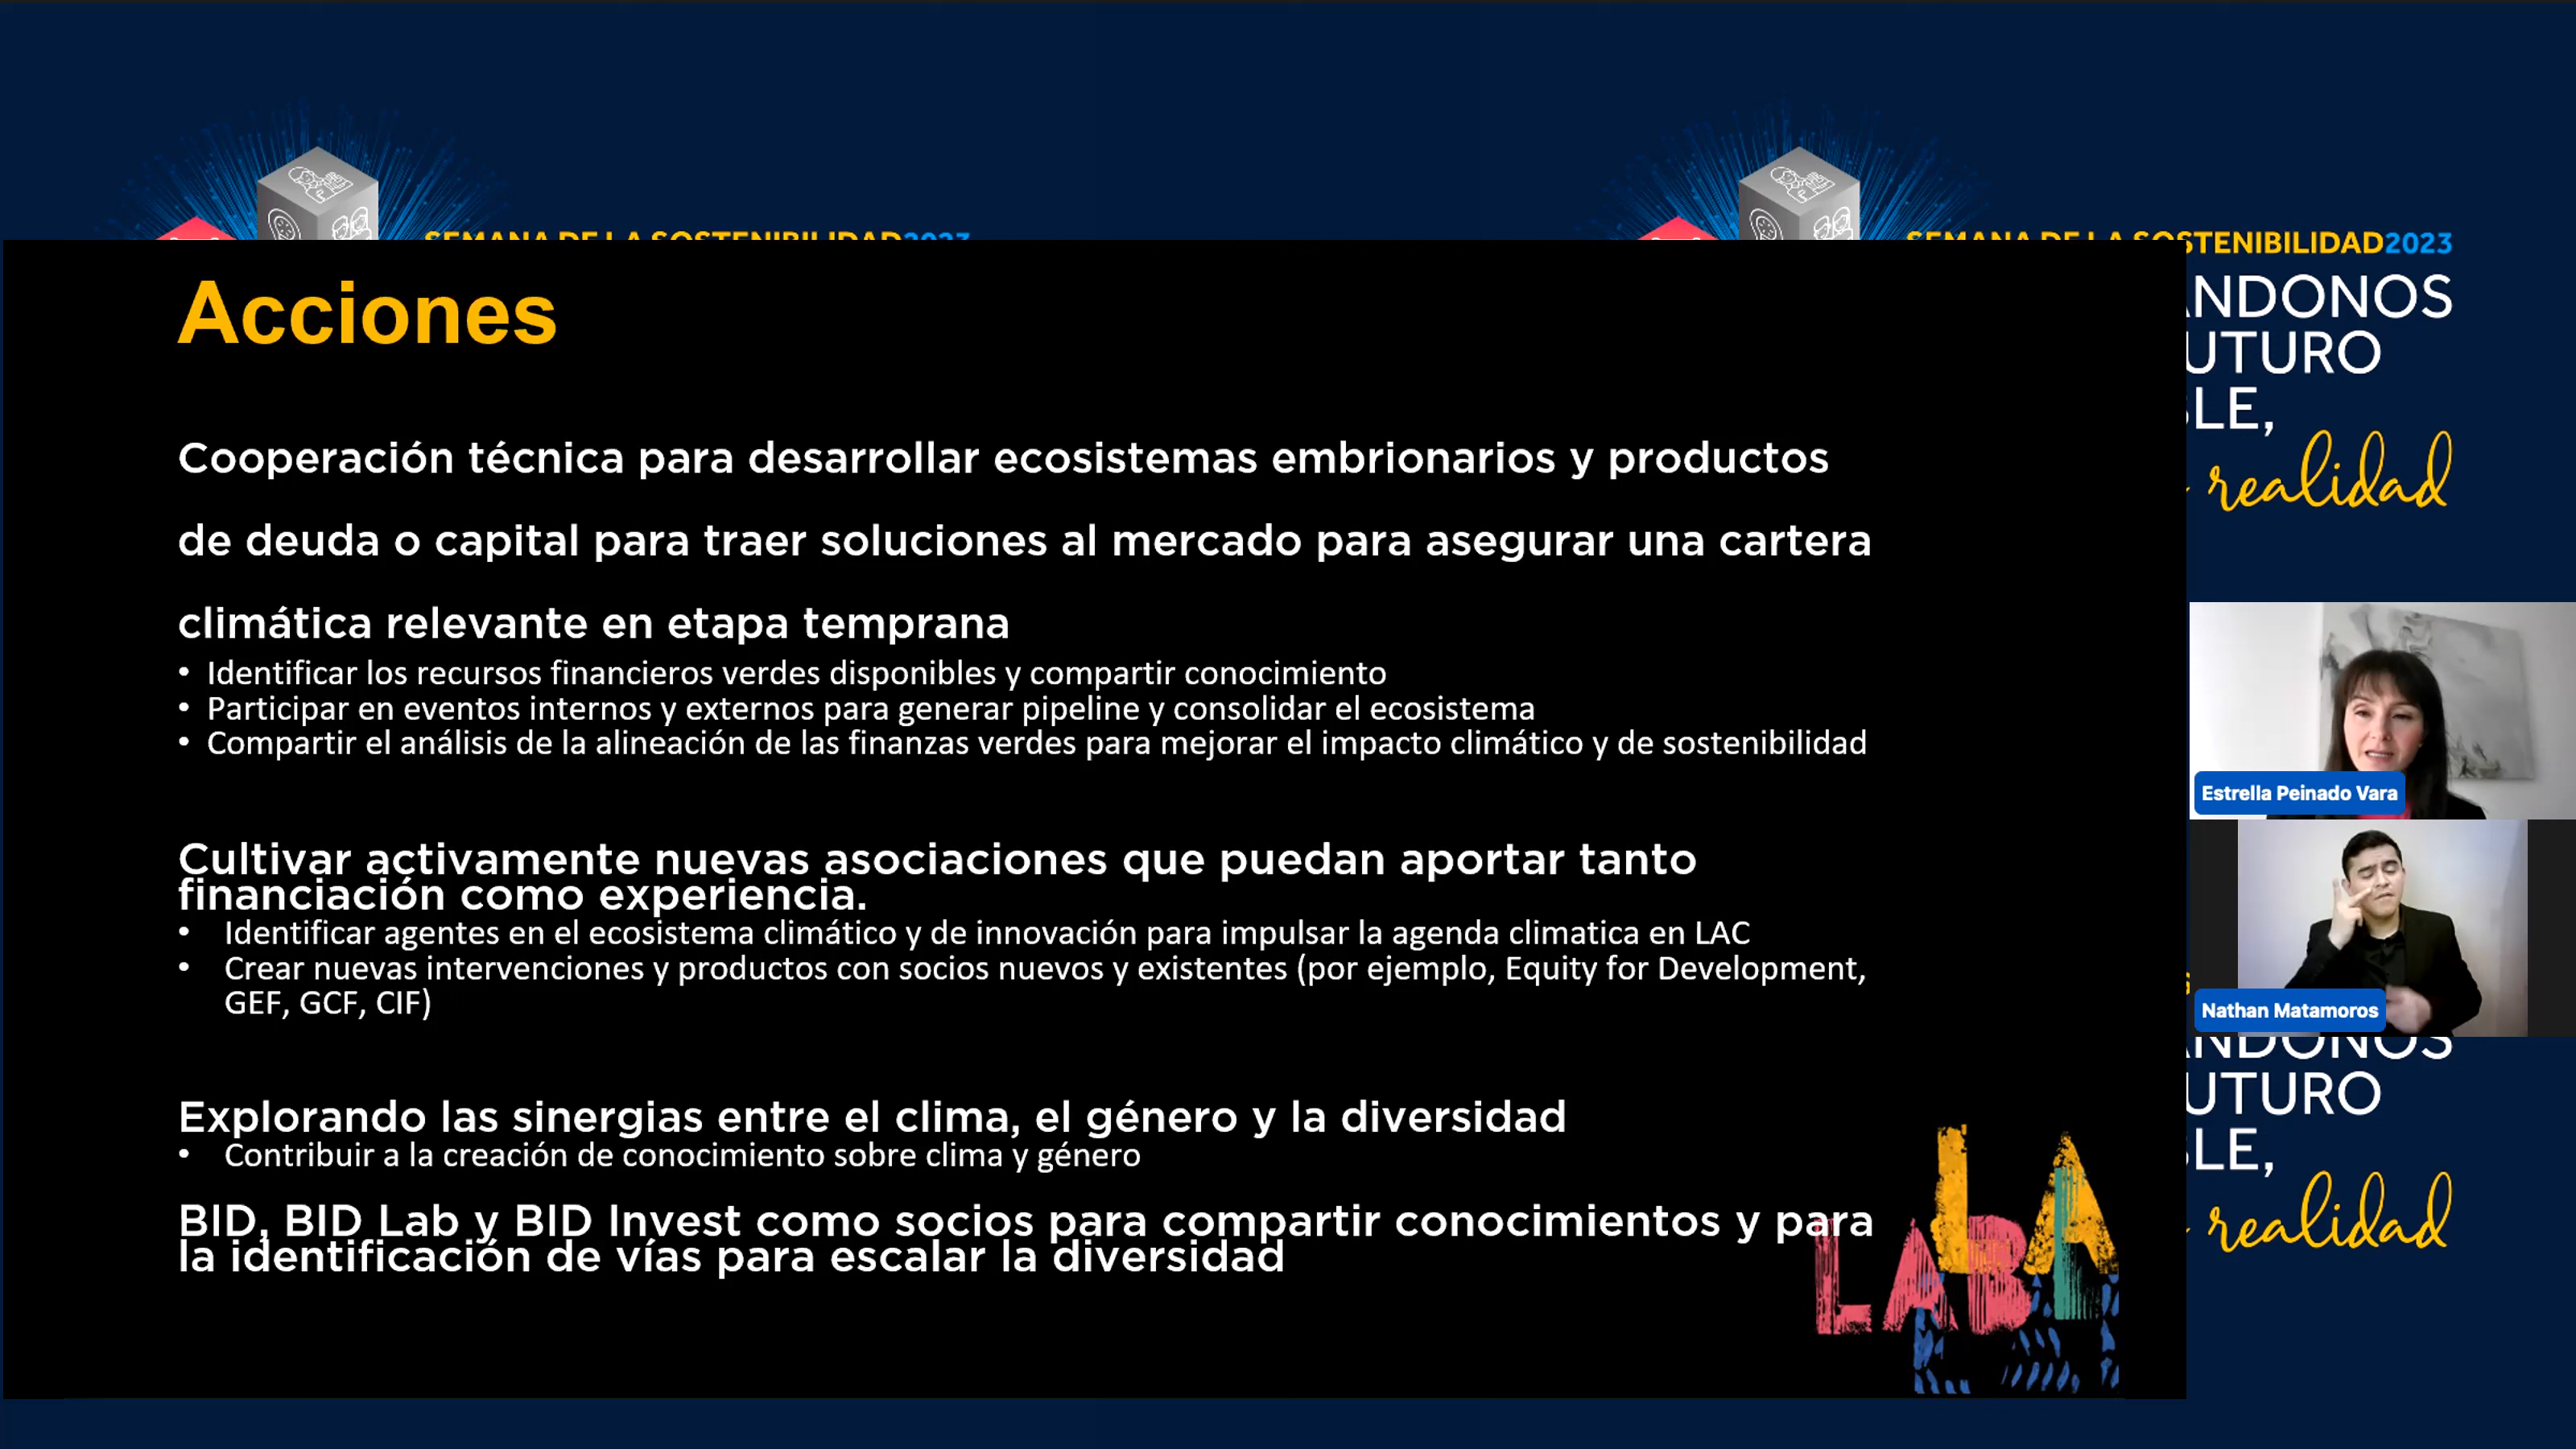 SEMANA DE LA SOSTENIBILIDAD2023
SEMANA DE LA SOSTENIBILIDAD2023
NDONOS
UTURO
LE,
realidad
Acciones
Cooperación técnica para desarrollar ecosistemas embrionarios y productos
de deuda o capital para traer soluciones al mercado para asegurar una cartera
climática relevante en etapa temprana
• Identificar los recursos financieros verdes disponibles y compartir conocimiento
• Participar en eventos internos y externos para generar pipeline y consolidar el ecosistema
• Compartir el análisis de la alineación de las finanzas verdes para mejorar el impacto climático y de sostenibilidad
Cultivar activamente nuevas asociaciones que puedan aportar tanto
financiación como experiencia.
• Identificar agentes en el ecosistema climático y de innovación para impulsar la agenda climatica en LAC
• Crear nuevas intervenciones y productos con socios nuevos y existentes (por ejemplo, Equity for Development,
GEF, GCF, CIF)
Explorando las sinergias entre el clima, el género y la diversidad
• Contribuir a la creación de conocimiento sobre clima y género
BID, BID Lab y BID Invest como socios para compartir conocimientos y para
la identificación de vías para escalar la diversidad
LAB
Estrella Peinado Vara
Nathan Matamoros
NDONOS
UTURO
LE,
realidad